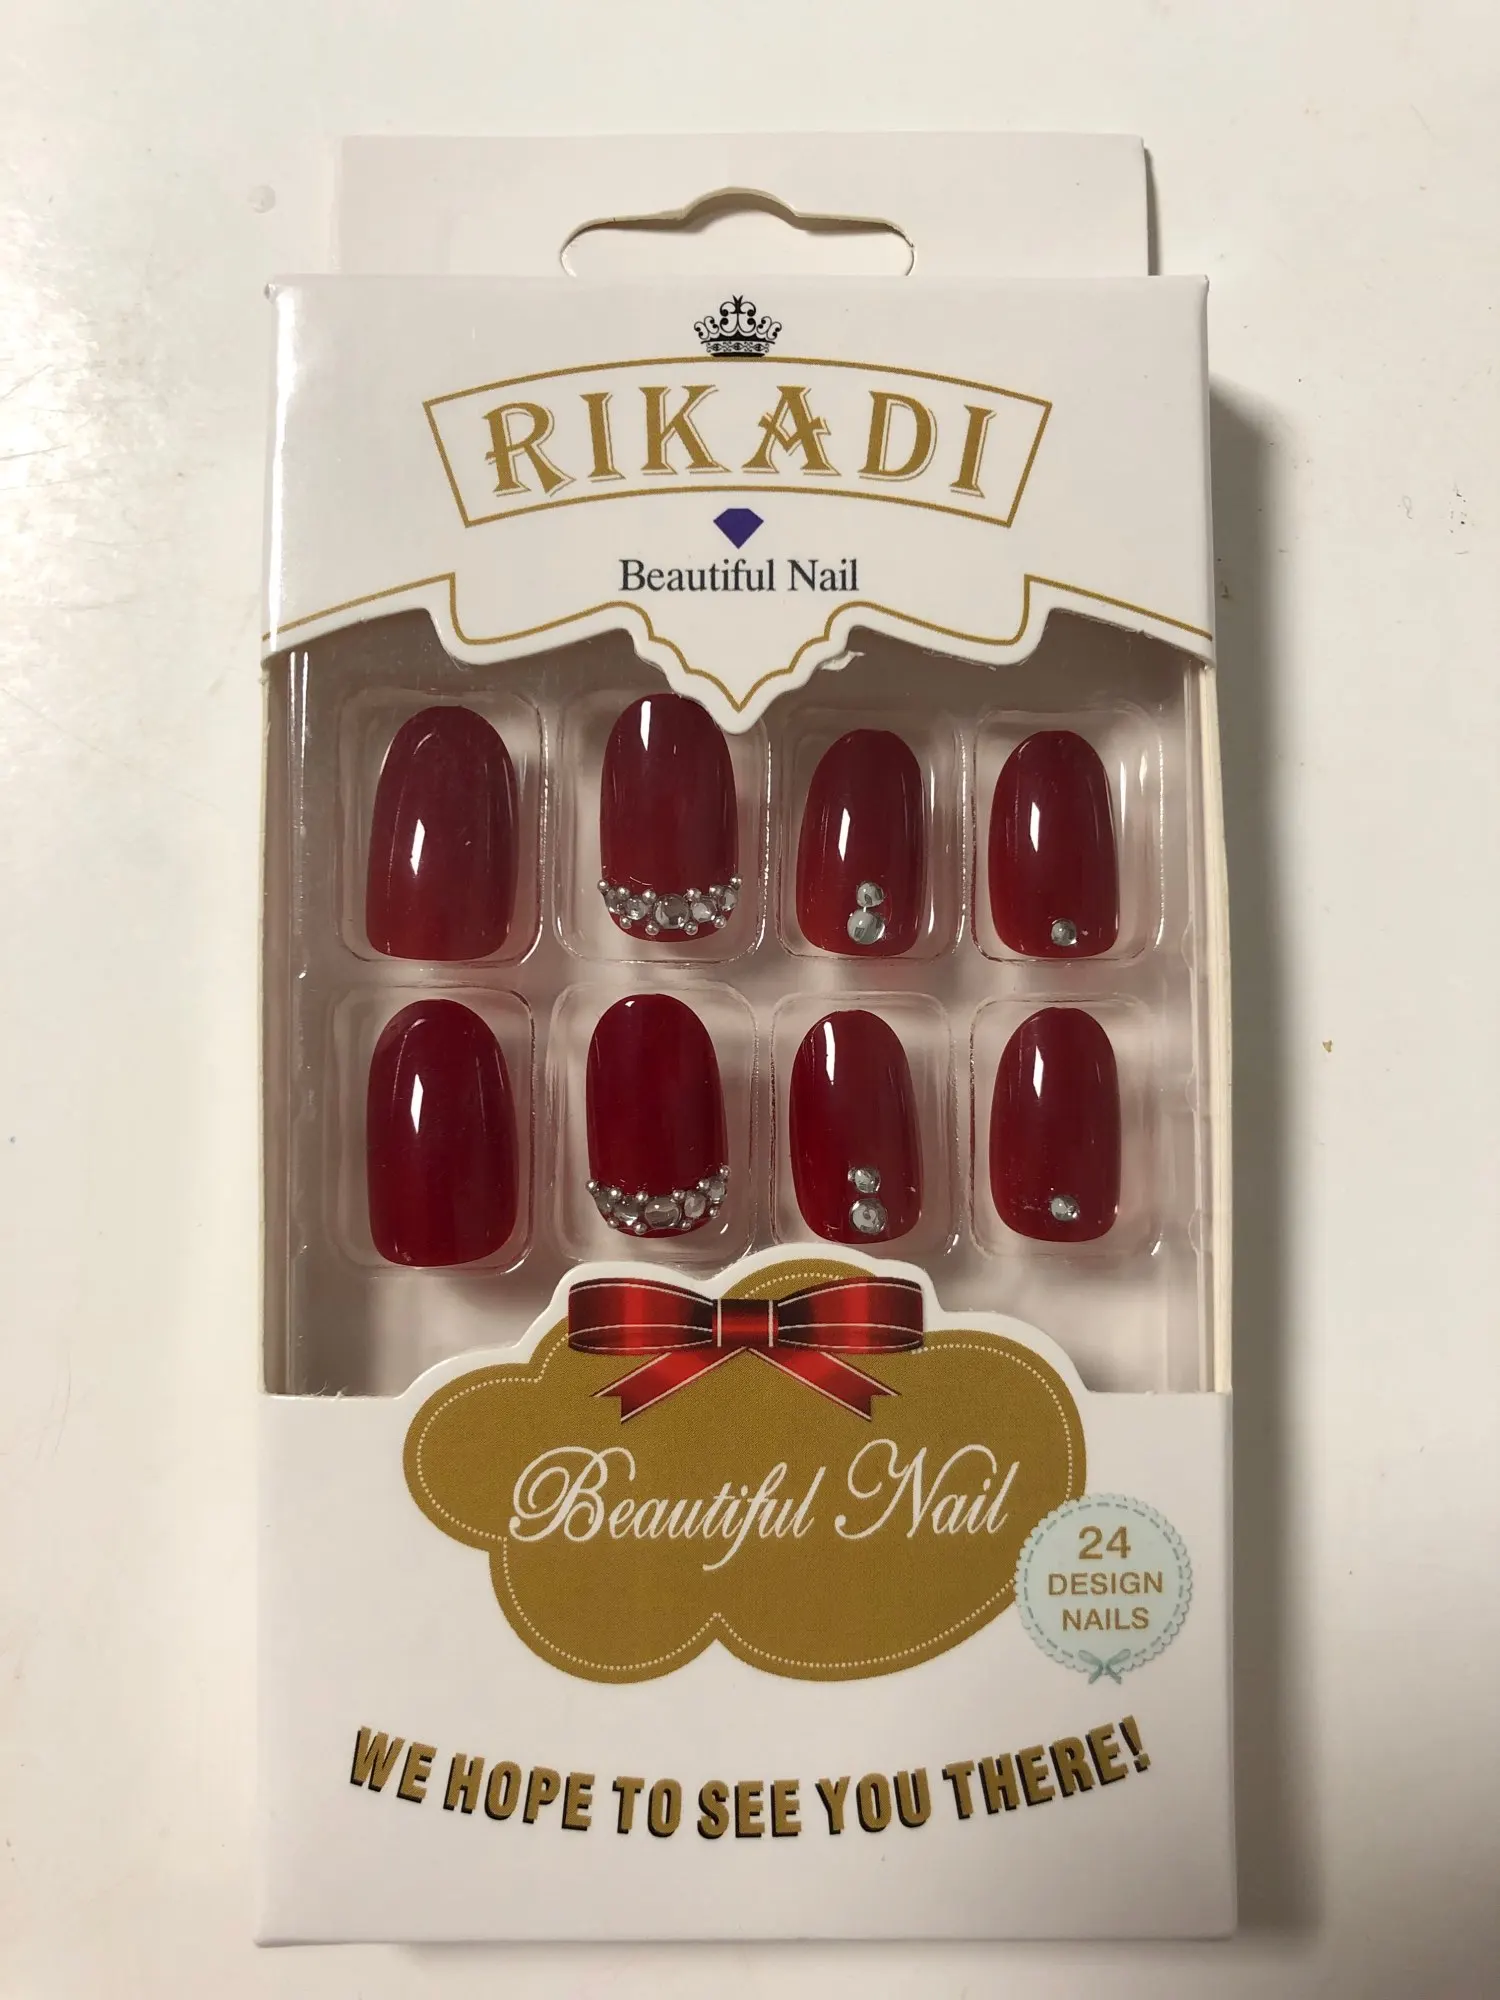 RIKADI
Beautiful Nail
Beautiful Nail
24
DESIGN
NAILS
WE HOPE TO SEE YOU THERE!